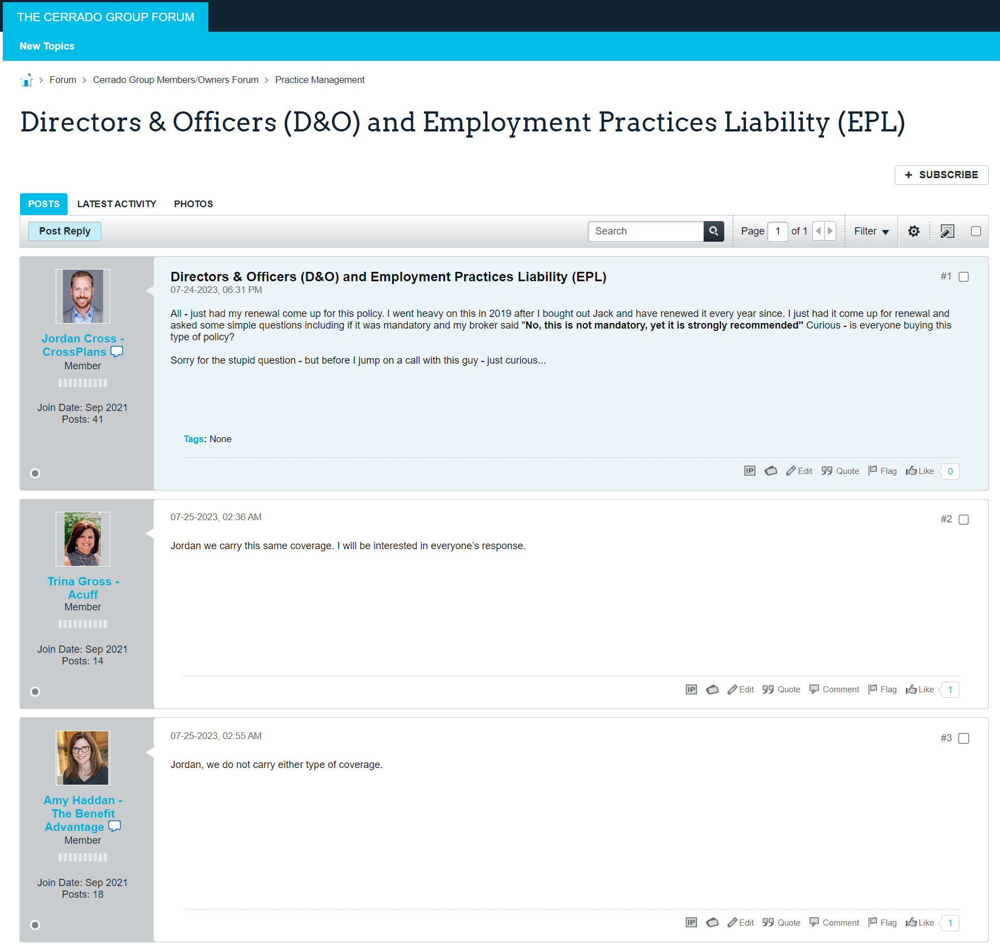 THE CERRADO GROUP FORUM
New Topics
Forum > Cerrado Group Members/Owners Forum > Practice Management
Directors & Officers (D&O) and Employment Practices Liability (EPL)
+ SUBSCRIBE
POSTS LATEST ACTIVITY PHOTOS
Post Reply Search Page 1 of 1 Filter
Jordan Cross -
CrossPlans
Member
Join Date: Sep 2021
Posts: 41
Directors & Officers (D&O) and Employment Practices Liability (EPL) #1
07-24-2023, 06:31 PM
All - just had my renewal come up for this policy. I went heavy on this in 2019 after I bought out Jack and have renewed it every year since. I just had it come up for renewal and
asked some simple questions including if it was mandatory and my broker said "No, this is not mandatory, yet it is strongly recommended" Curious - is everyone buying this
type of policy?
Sorry for the stupid question - but before I jump on a call with this guy - just curious...
Tags: None
IP Edit Quote Flag Like 0
Trina Gross -
Acuff
Member
Join Date: Sep 2021
Posts: 14
07-25-2023, 02:36 AM #2
Jordan we carry this same coverage. I will be interested in everyone’s response.
IP Edit Quote Comment Flag Like 1
Amy Haddan -
The Benefit
Advantage
Member
Join Date: Sep 2021
Posts: 18
07-25-2023, 02:55 AM #3
Jordan, we do not carry either type of coverage.
IP Edit Quote Comment Flag Like 1